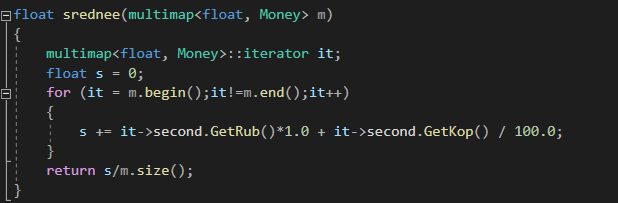 float srednee(multimap<float, Money> m)
{
multimap<float, Money>::iterator it;
float s = 0;
for (it = m.begin();it!=m.end();it++)
{
s += it->second.GetRub()*1.0 + it->second.GetKop() / 100.0;
}
return s/m.size();
}